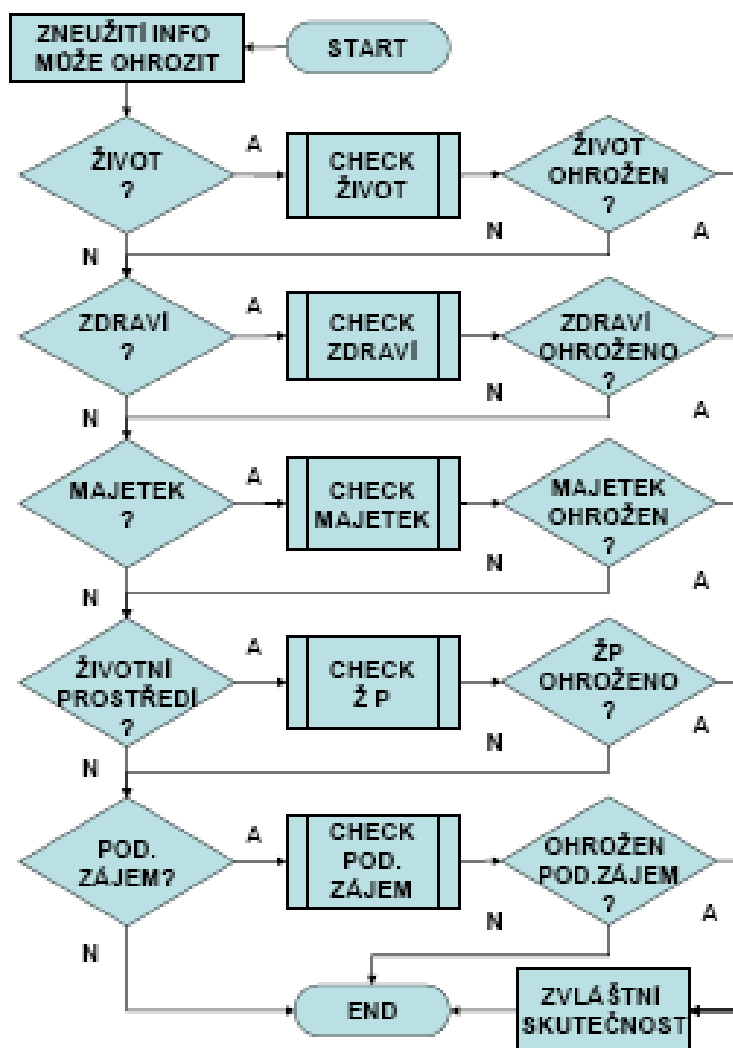 ZNEUŽITÍ INFO
MŮŽE OHROZIT
START
ŽIVOT
?
A
CHECK
ŽIVOT
ŽIVOT
OHROŽEN
?
N
A
N
ZDRAVÍ
?
A
CHECK
ZDRAVÍ
ZDRAVÍ
OHROŽENO
?
N
A
N
MAJETEK
?
A
CHECK
MAJETEK
MAJETEK
OHROŽEN
?
N
A
N
ŽIVOTNÍ
PROSTŘEDÍ
?
A
CHECK
Ž P
ŽP
OHROŽENO
?
N
A
N
POD.
ZÁJEM?
A
CHECK
POD.
ZÁJEM
OHROŽEN
POD.ZÁJEM
?
N
A
N
END
ZVLÁŠTNÍ
SKUTEČNOST